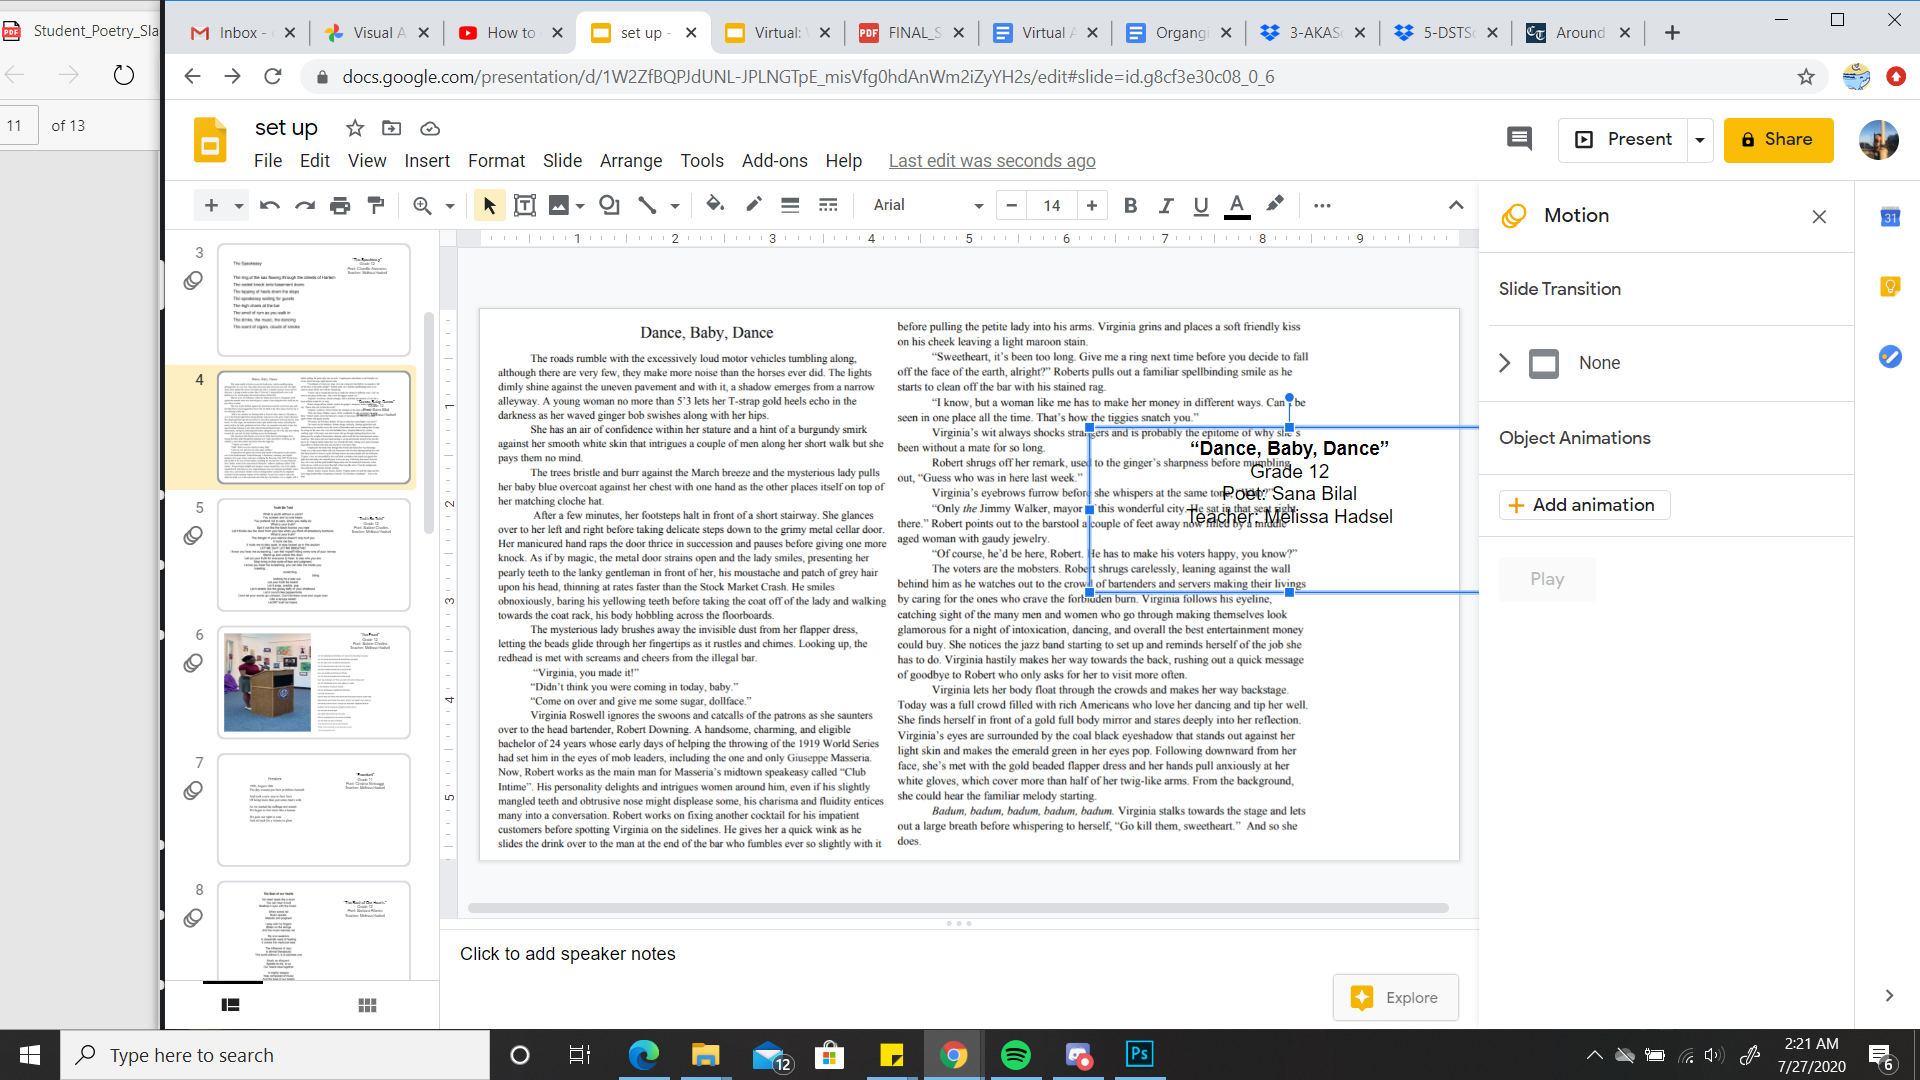 Student_Poetry_Sla
11 of 13
Inbox -
Visual A
How to
set up -
Virtual:
FINAL_S
Virtual A
Organgi
3-AKASc
5-DSTSc
Around
docs.google.com/presentation/d/1W2ZfBQPJdUNL-JPLNGTpE_misVfg0hdAnWm2iZyYH2s/edit#slide=id.g8cf3e30c08_0_6
set up
Present
Share
File Edit View Insert Format Slide Arrange Tools Add-ons Help Last edit was seconds ago
Arial 14
Motion
Slide Transition
None
Object Animations
Add animation
Play
1 2 3 4 5 6 7 8 9
3
The Speakeasy
The ring of the sax flowing through the streets of Harlem
4
5
6
7
8
Dance, Baby, Dance
The roads rumble with the excessively loud motor vehicles tumbling along,
although there are very few, they make more noise than the horses ever did. The lights
dimly shine against the uneven pavement and with it, a shadow emerges from a narrow
alleyway. A young woman no more than 5’3 lets her T-strap gold heels echo in the
darkness as her waved ginger bob swishes along with her hips.
She has an air of confidence within her stature and a hint of a burgundy smirk
against her smooth white skin that intrigues a couple of men along her short walk but she
pays them no mind.
The trees bristle and burr against the March breeze and the mysterious lady pulls
her baby blue overcoat against her chest with one hand as the other places itself on top of
her matching cloche hat.
After a few minutes, her footsteps halt in front of a short stairway. She glances
over to her left and right before taking delicate steps down to the grimy metal cellar door.
Her manicured hand raps the door thrice in succession and pauses before giving one more
knock. As if by magic, the metal door strains open and the lady smiles, presenting her
pearly teeth to the lanky gentleman in front of her, his moustache and patch of grey hair
upon his head, thinning at rates faster than the Stock Market Crash. He smiles
obnoxiously, baring his yellowing teeth before taking the coat off of the lady and walking
towards the coat rack, his body hobbling across the floorboards.
The mysterious lady brushes away the invisible dust from her flapper dress,
letting the beads glide through her fingertips as it rustles and chimes. Looking up, the
redhead is met with screams and cheers from the illegal bar.
“Virginia, you made it!”
“Didn’t think you were coming in today, baby.”
“Come on over and give me some sugar, dollface.”
Virginia Roswell ignores the swoons and catcalls of the patrons as she saunters
over to the head bartender, Robert Downing. A handsome, charming, and eligible
bachelor of 24 years whose early days of helping the throwing of the 1919 World Series
had set him in the eyes of mob leaders, including the one and only Giuseppe Masseria.
Now, Robert works as the main man for Masseria’s midtown speakeasy called “Club
Intime”. His personality delights and intrigues women around him, even if his slightly
mangled teeth and obtrusive nose might displease some, his charisma and fluidity entices
many into a conversation. Robert works on fixing another cocktail for his impatient
customers before spotting Virginia on the sidelines. He gives her a quick wink as he
slides the drink over to the man at the end of the bar who fumbles ever so slightly with it
before pulling the petite lady into his arms. Virginia grins and places a soft friendly kiss
on his cheek leaving a light maroon stain.
“Sweetheart, it’s been too long. Give me a ring next time before you decide to fall
off the face of the earth, alright?” Roberts pulls out a familiar spellbinding smile as he
starts to clean off the bar with his stained rag.
“I know, but a woman like me has to make her money in different ways. Can’t be
seen in one place all the time. That’s how the tiggies snatch you.”
Virginia’s wit always shocks strangers and is probably the epitome of why she’s
been without a mate for so long.
Robert shrugs off her remark, used to the ginger’s sharpness before mumbling
out, “Guess who was in here last week.”
Virginia’s eyebrows furrow before she whispers at the same tone,
“Only the Jimmy Walker, mayor of this wonderful city. He sat in that seat right
there.” Robert points out to the barstool a couple of feet away now filled by a middle
aged woman with gaudy jewelry.
“Of course, he’d be here, Robert. He has to make his voters happy, you know?”
The voters are the mobsters. Robert shrugs carelessly, leaning against the wall
behind him as he watches out to the crowd of bartenders and servers making their livings
by caring for the ones who crave the forbidden burn. Virginia follows his eyeline,
catching sight of the many men and women who go through making themselves look
glamorous for a night of intoxication, dancing, and overall the best entertainment money
could buy. She notices the jazz band starting to set up and reminds herself of the job she
has to do. Virginia hastily makes her way towards the back, rushing out a quick message
of goodbye to Robert who only asks for her to visit more often.
Virginia lets her body float through the crowds and makes her way backstage.
Today was a full crowd filled with rich Americans who love her dancing and tip her well.
She finds herself in front of a gold full body mirror and stares deeply into her reflection.
Virginia’s eyes are surrounded by the coal black eyeshadow that stands out against her
light skin and makes the emerald green in her eyes pop. Following downward from her
face, she’s met with the gold beaded flapper dress and her hands pull anxiously at her
white gloves, which cover more than half of her twig-like arms. From the background,
she could hear the familiar melody starting.
Badum, badum, badum, badum, badum. Virginia stalks towards the stage and lets
out a large breath before whispering to herself, “Go kill them, sweetheart.” And so she
does.
“Dance, Baby, Dance”
Grade 12
Poet: Sana Bilal
Teacher: Melissa Hadsel
Click to add speaker notes
Explore
Type here to search
12
Ps
2:21 AM
7/27/2020
6